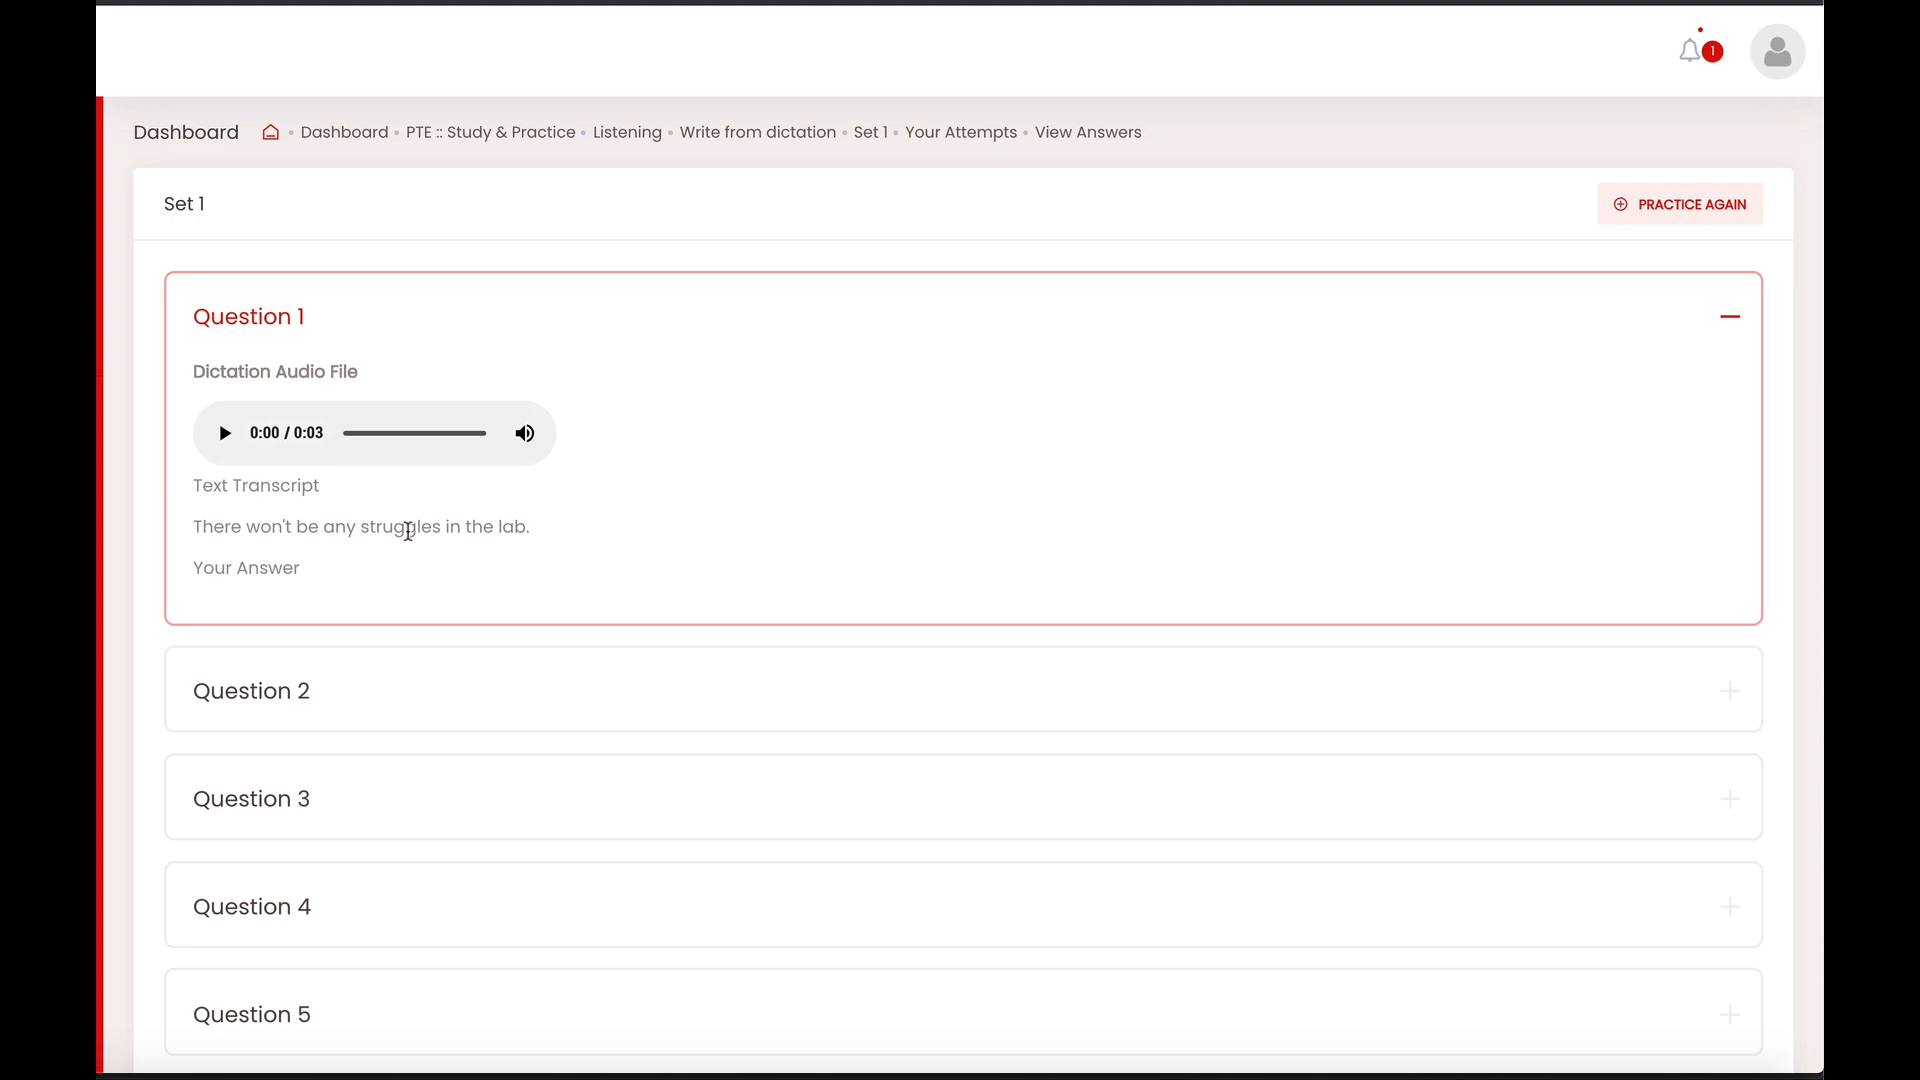 1
Dashboard Dashboard PTE :: Study & Practice Listening Write from dictation Set 1 Your Attempts View Answers
Set 1
PRACTICE AGAIN
Question 1
Dictation Audio File
0:00 / 0:03
Text Transcript
There won't be any struggles in the lab.
Your Answer
Question 2
Question 3
Question 4
Question 5